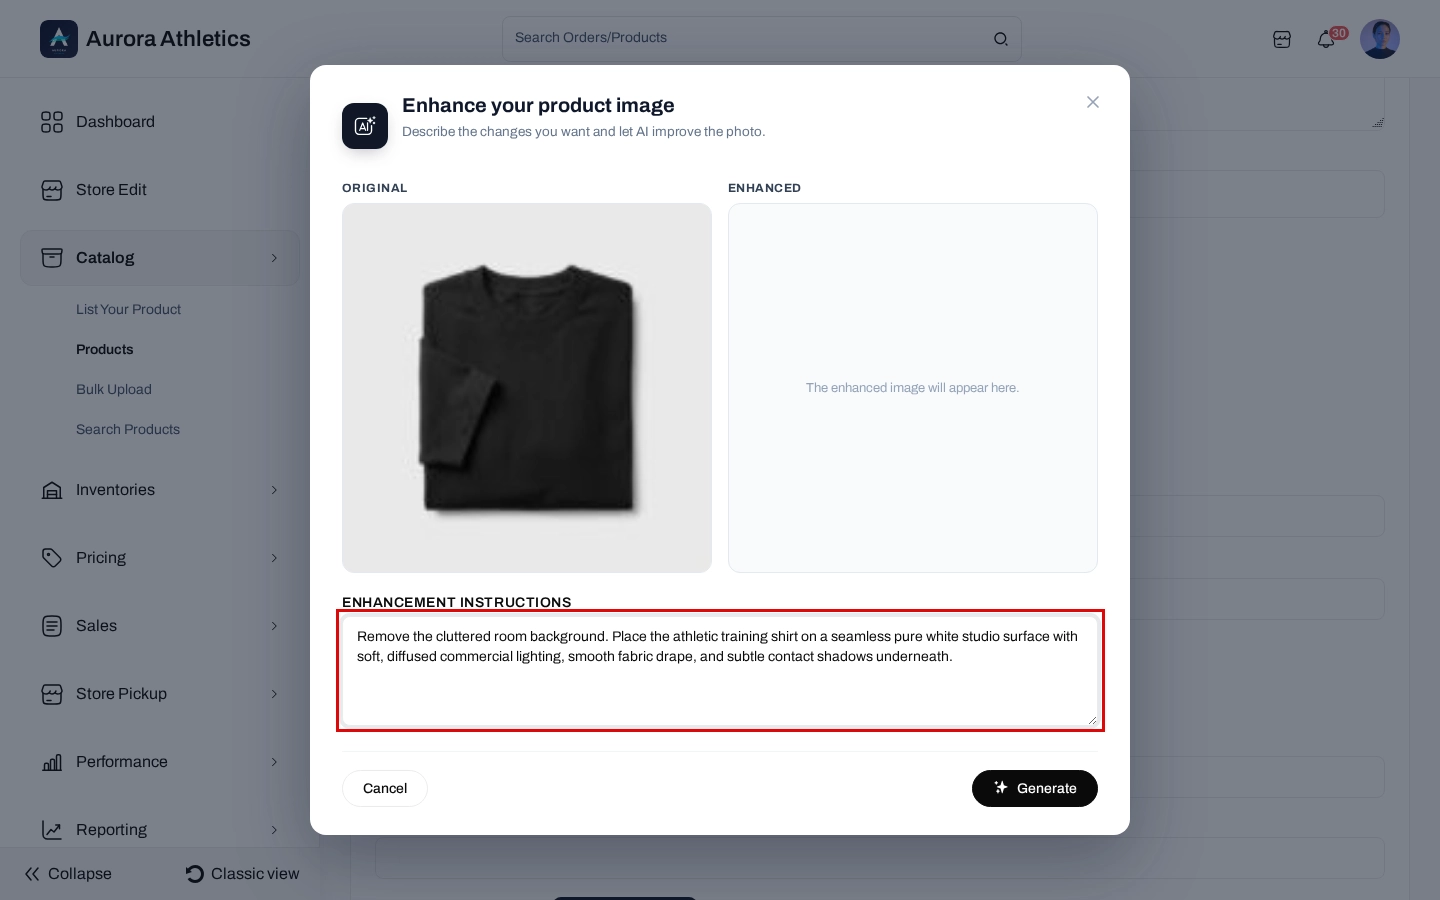 Aurora Athletics
Search Orders/Products
30
Dashboard
Store Edit
Catalog
List Your Product
Products
Bulk Upload
Search Products
Inventories
Pricing
Sales
Store Pickup
Performance
Reporting
Collapse
Classic view
AI
Enhance your product image
Describe the changes you want and let AI improve the photo.
ORIGINAL
ENHANCED
The enhanced image will appear here.
ENHANCEMENT INSTRUCTIONS
Remove the cluttered room background. Place the athletic training shirt on a seamless pure white studio surface with
soft, diffused commercial lighting, smooth fabric drape, and subtle contact shadows underneath.
Cancel
Generate